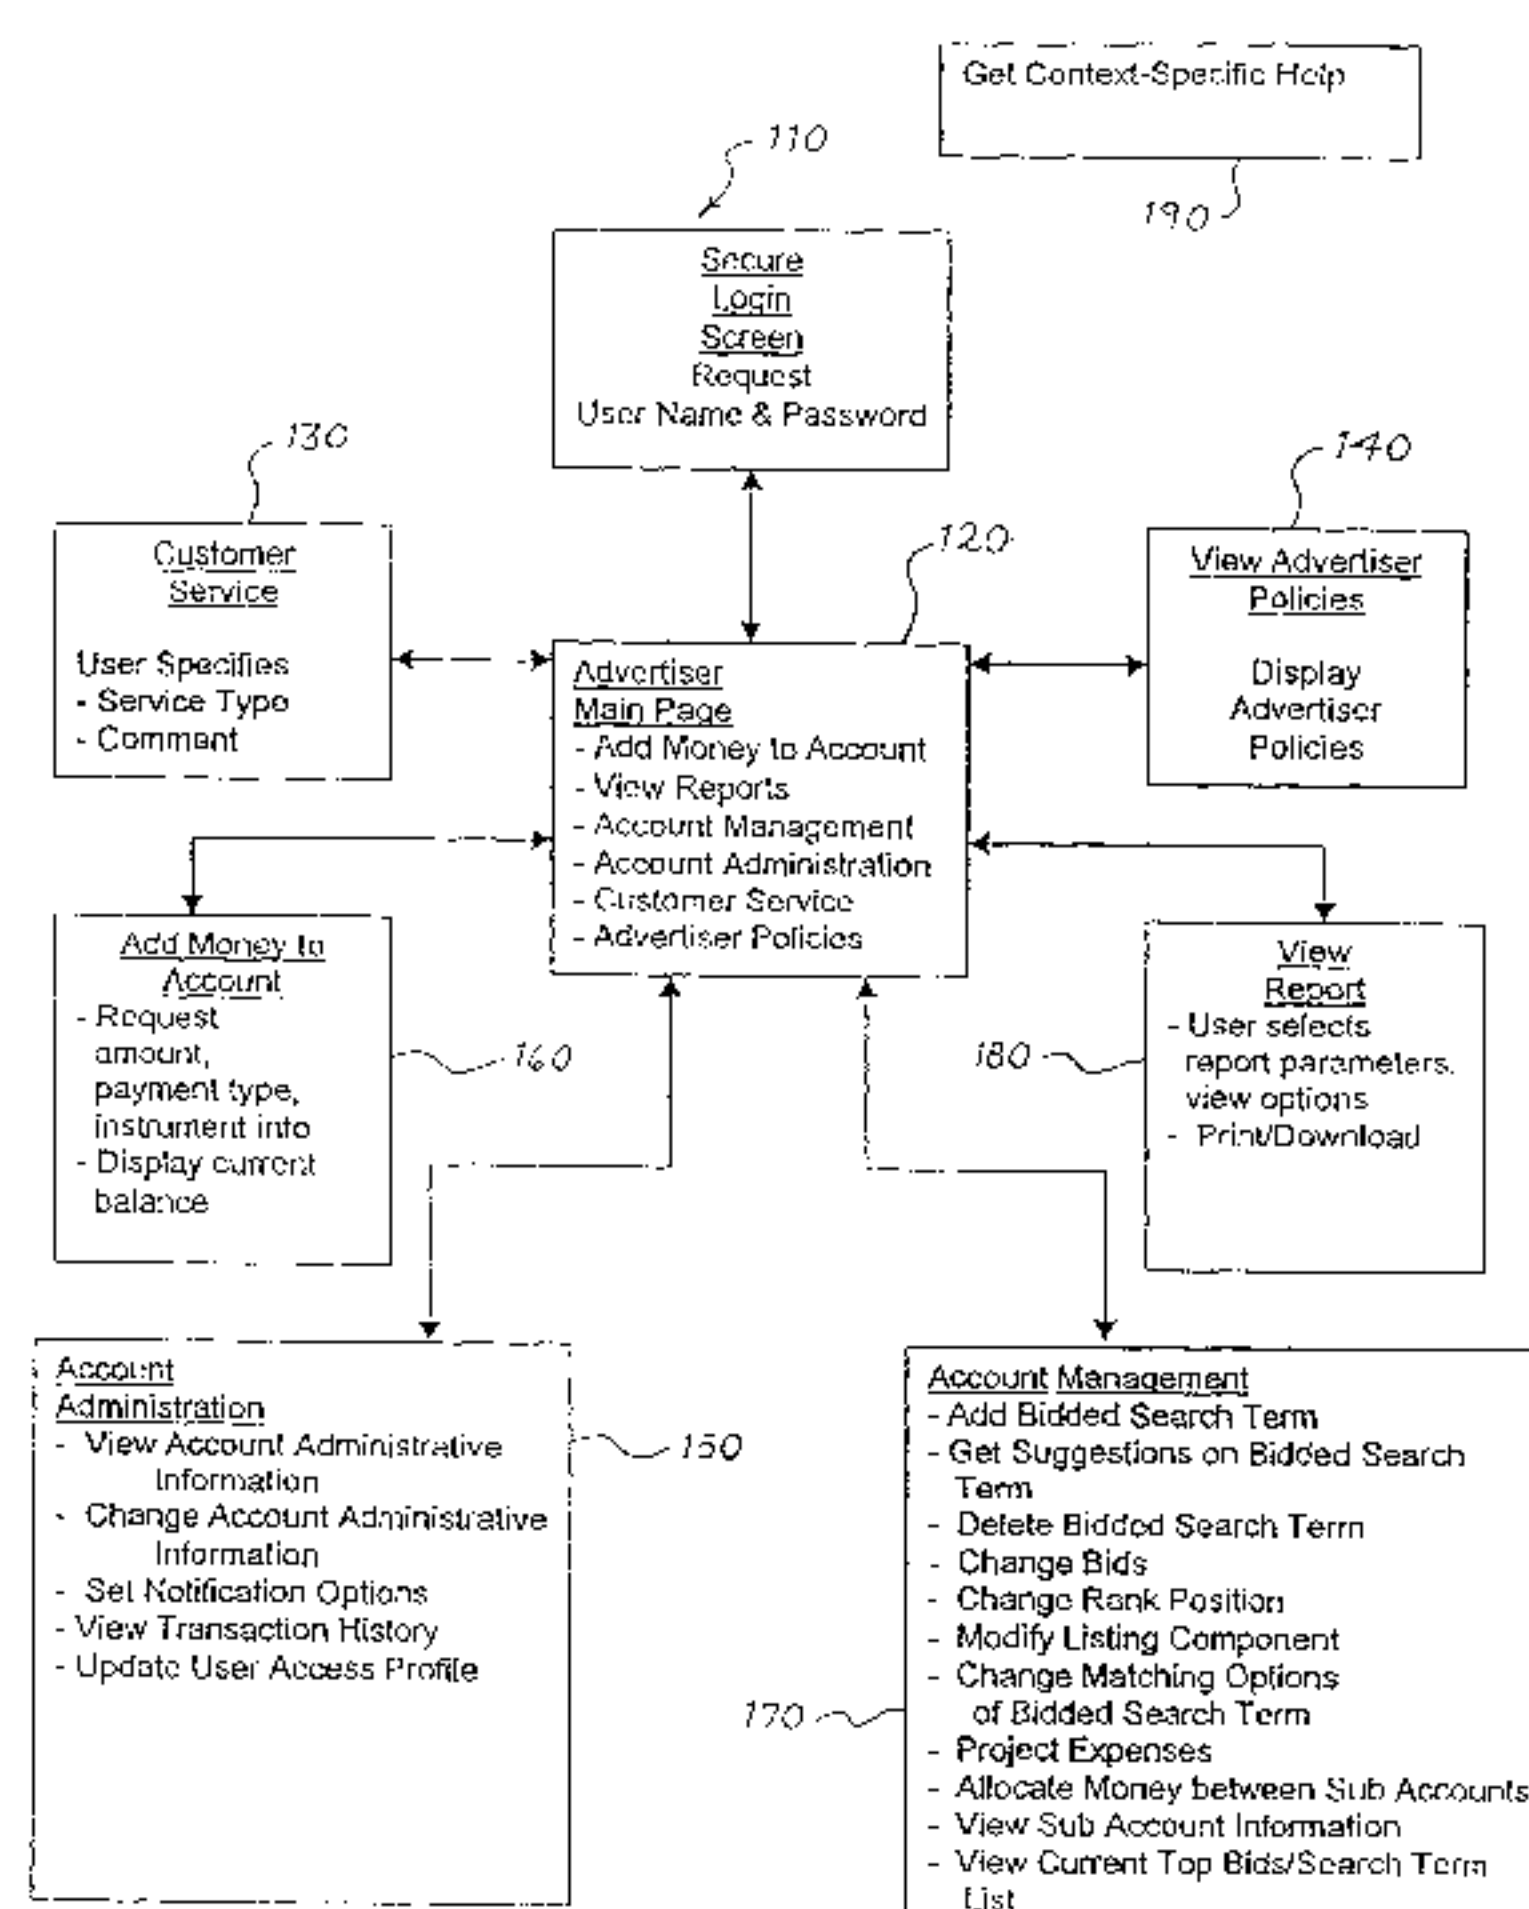 Get Context-Specific Help
190
110
Secure
Login
Screen
Request
User Name & Password
130
Customer
Service
User Specifies
- Service Type
- Comment
120
Advertiser
Main Page
- Add Money to Account
- View Reports
- Account Management
- Account Administration
- Customer Service
- Advertiser Policies
140
View Advertiser
Policies
Display
Advertiser
Policies
Add Money to
Account
- Request
amount,
payment type,
instrument info
- Display current
balance
160
180
View
Report
- User selects
report parameters,
view options
- Print/Download
Account
Administration
- View Account Administrative
Information
- Change Account Administrative
Information
- Set Notification Options
- View Transaction History
- Update User Access Profile
150
170
Account Management
- Add Bidded Search Term
- Get Suggestions on Bidded Search
Term
- Delete Bidded Search Term
- Change Bids
- Change Rank Position
- Modify Listing Component
- Change Matching Options
of Bidded Search Term
- Project Expenses
- Allocate Money between Sub Accounts
- View Sub Account Information
- View Current Top Bids/Search Term
List